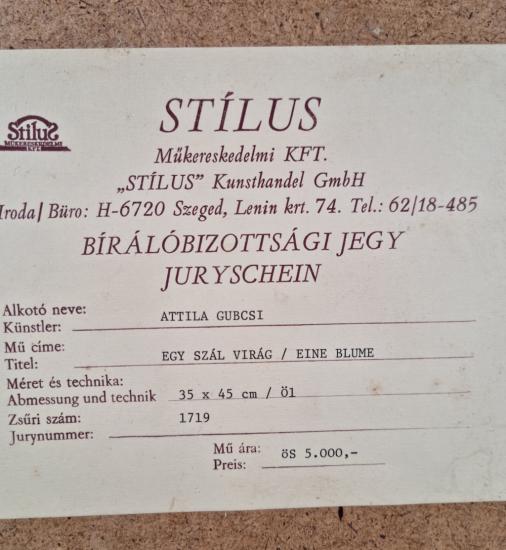 Stílus
MŰKERESKEDELMI
KFT.
STÍLUS
Műkereskedelmi KFT.
„STÍLUS” Kunsthandel GmbH
Iroda/Büro: H-6720 Szeged, Lenin krt. 74. Tel.: 62/18-485
BÍRÁLÓBIZOTTSÁGI JEGY
JURYSCHEIN
Alkotó neve:
Künstler: ATTILA GUBCSI
Mű címe:
Titel: EGY SZÁL VIRÁG / EINE BLUME
Méret és technika:
Abmessung und technik 35 x 45 cm / Öl
Zsűri szám: 1719
Jurynummer:
Mű ára: öS 5.000,-
Preis: